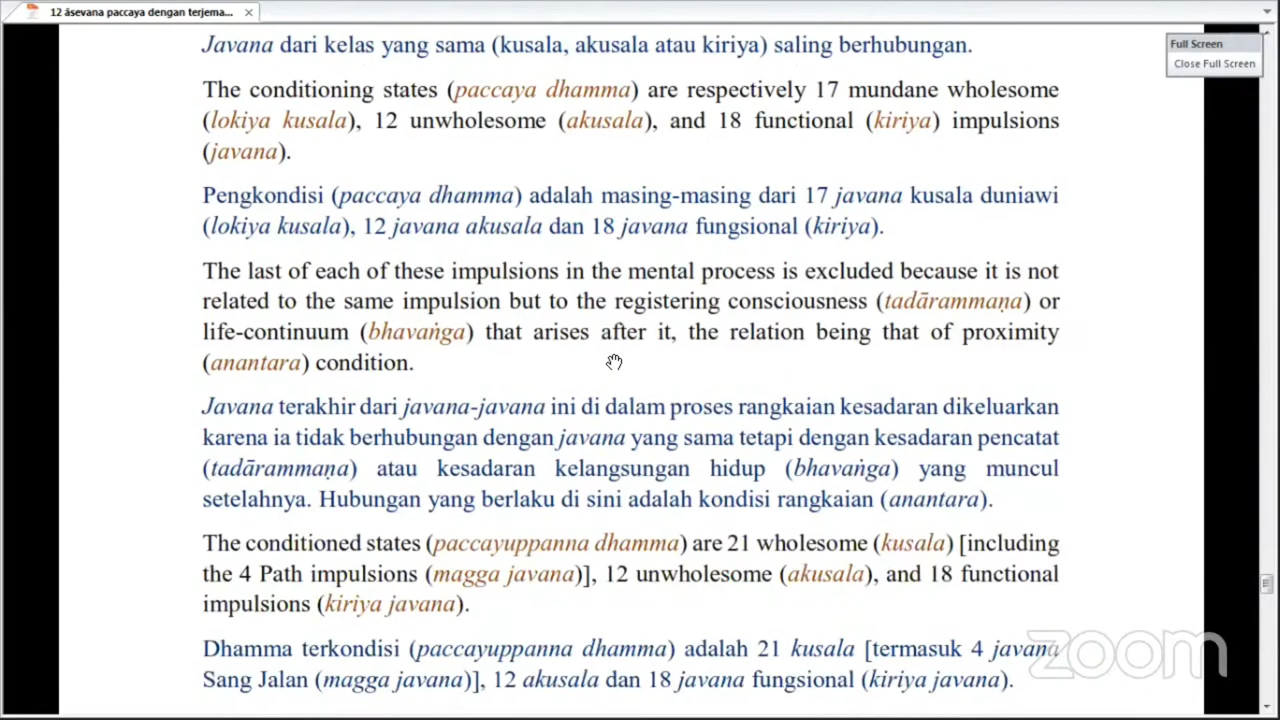 12 āsevana paccaya dengan terjema...
Full Screen
Close Full Screen
Javana dari kelas yang sama (kusala, akusala atau kiriya) saling berhubungan.
The conditioning states (paccaya dhamma) are respectively 17 mundane wholesome
(lokiya kusala), 12 unwholesome (akusala), and 18 functional (kiriya) impulsions
(javana).
Pengkondisi (paccaya dhamma) adalah masing-masing dari 17 javana kusala duniawi
(lokiya kusala), 12 javana akusala dan 18 javana fungsional (kiriya).
The last of each of these impulsions in the mental process is excluded because it is not
related to the same impulsion but to the registering consciousness (tadārammaṇa) or
life-continuum (bhavaṅga) that arises after it, the relation being that of proximity
(anantara) condition.
Javana terakhir dari javana-javana ini di dalam proses rangkaian kesadaran dikeluarkan
karena ia tidak berhubungan dengan javana yang sama tetapi dengan kesadaran pencatat
(tadārammaṇa) atau kesadaran kelangsungan hidup (bhavaṅga) yang muncul
setelahnya. Hubungan yang berlaku di sini adalah kondisi rangkaian (anantara).
The conditioned states (paccayuppanna dhamma) are 21 wholesome (kusala) [including
the 4 Path impulsions (magga javana)], 12 unwholesome (akusala), and 18 functional
impulsions (kiriya javana).
Dhamma terkondisi (paccayuppanna dhamma) adalah 21 kusala [termasuk 4 javana
Sang Jalan (magga javana)], 12 akusala dan 18 javana fungsional (kiriya javana).
zoom